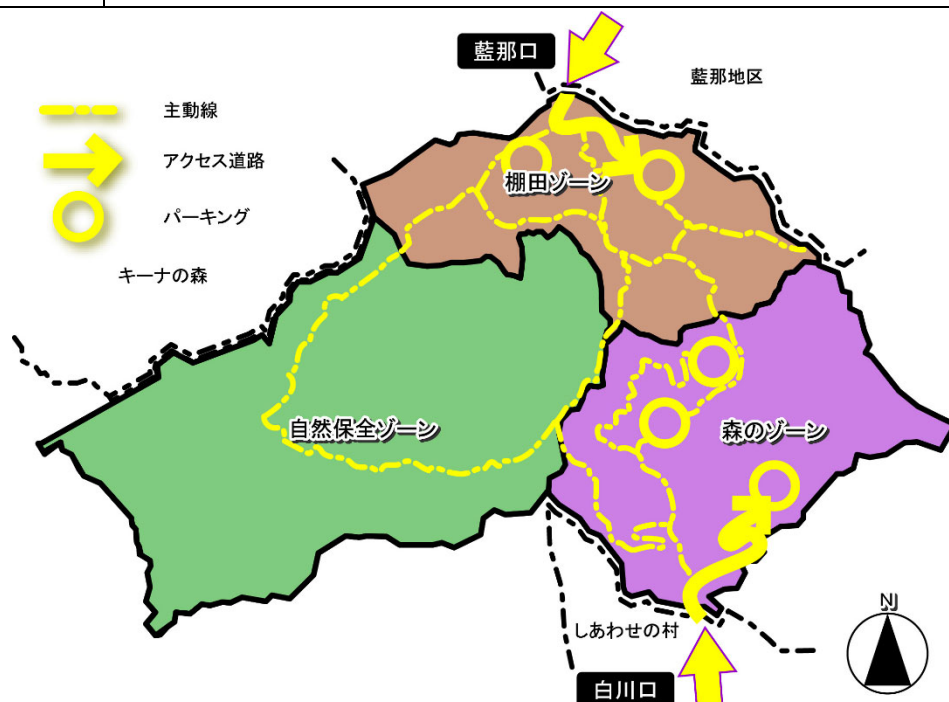 藍那口
藍那地区
主動線
アクセス道路
パーキング
棚田ゾーン
キーナの森
自然保全ゾーン
森のゾーン
しあわせの村
N
白川口